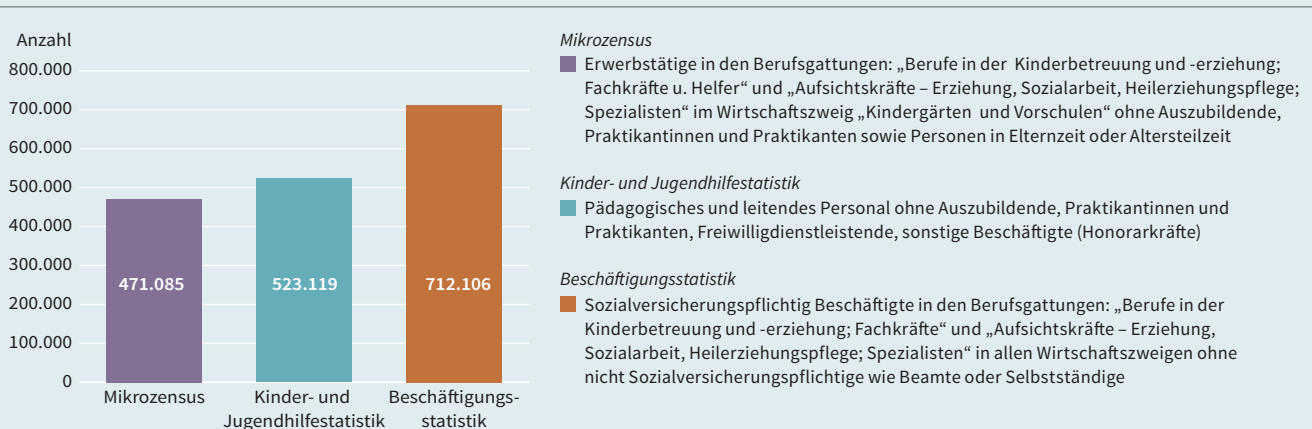 Anzahl
800.000
700.000
600.000
500.000
400.000
300.000
200.000
100.000
0
471.085
523.119
712.106
Mikrozensus
Kinder- und
Jugendhilfestatistik
Beschäftigungs-
statistik
Mikrozensus
Erwerbstätige in den Berufsgattungen: „Berufe in der Kinderbetreuung und -erziehung;
Fachkräfte u. Helfer“ und „Aufsichtskräfte – Erziehung, Sozialarbeit, Heilerziehungspflege;
Spezialisten“ im Wirtschaftszweig „Kindergärten und Vorschulen“ ohne Auszubildende,
Praktikantinnen und Praktikanten sowie Personen in Elternzeit oder Altersteilzeit
Kinder- und Jugendhilfestatistik
Pädagogisches und leitendes Personal ohne Auszubildende, Praktikantinnen und
Praktikanten, Freiwilligdienstleistende, sonstige Beschäftigte (Honorarkräfte)
Beschäftigungsstatistik
Sozialversicherungspflichtig Beschäftigte in den Berufsgattungen: „Berufe in der
Kinderbetreuung und -erziehung; Fachkräfte“ und „Aufsichtskräfte – Erziehung,
Sozialarbeit, Heilerziehungspflege; Spezialisten“ in allen Wirtschaftszweigen ohne
nicht Sozialversicherungspflichtige wie Beamte oder Selbstständige